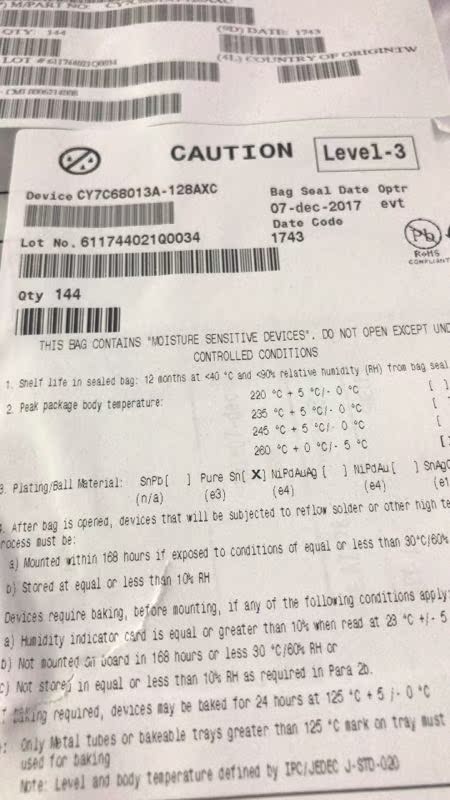 M/PART NO:
QTY: 144
(9D) DATE: 1743
LOT # 611744021Q0034
(4L) COUNTRY OF ORIGIN:TW
CAUTION
Level-3
Device CY7C68013A-128AXC
Bag Seal Date Optr
07-dec-2017 evt
Date Code
Lot No. 611744021Q0034
1743
Pb
RoHS
COMPLIANT
Qty 144
THIS BAG CONTAINS "MOISTURE SENSITIVE DEVICES". DO NOT OPEN EXCEPT UND
CONTROLLED CONDITIONS
1. Shelf life in sealed bag: 12 months at <40 °C and <90% relative humidity (RH) from bag seal
2. Peak package body temperature:
220 °C + 5 °C/- 0 °C [ ]
235 °C + 5 °C/- 0 °C [
245 °C + 5 °C/- 0 °C [
260 °C + 0 °C/- 5 °C [
3. Plating/Ball Material: SnPb[ ] Pure Sn[ X] NiPdAuAg [ ] NiPdAu [ ] SnAgC
(n/a) (e3) (e4) (e4) (e1
. After bag is opened, devices that will be subjected to reflow solder or other high te
rocess must be:
a) Mounted within 168 hours if exposed to conditions of equal or less than 30°C/60%
b) Stored at equal or less than 10% RH
Devices require baking, before mounting, if any of the following conditions apply:
a) Humidity indicator card is equal or greater than 10% when read at 23 °C +/- 5
b) Not mounted on board in 168 hours or less 30 °C/60% RH or
c) Not stored in equal or less than 10% RH as required in Para 2b.
f baking required, devices may be baked for 24 hours at 125 °C + 5 /- 0 °C
: Only Metal tubes or bakeable trays greater than 125 °C mark on tray must
used for baking
Note: Level and body temperature defined by IPC/JEDEC J-STD-020